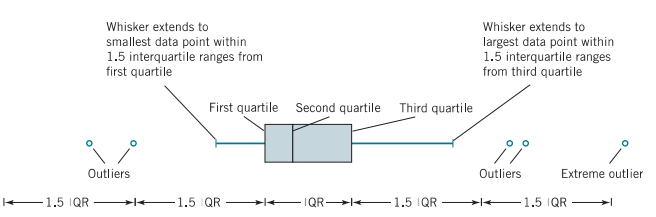 Whisker extends to
smallest data point within
1.5 interquartile ranges from
first quartile
Whisker extends to
largest data point within
1.5 interquartile ranges
from third quartile
First quartile
Second quartile
Third quartile
Outliers
Outliers
Extreme outlier
1.5 IQR
1.5 IQR
IQR
1.5 IQR
1.5 IQR